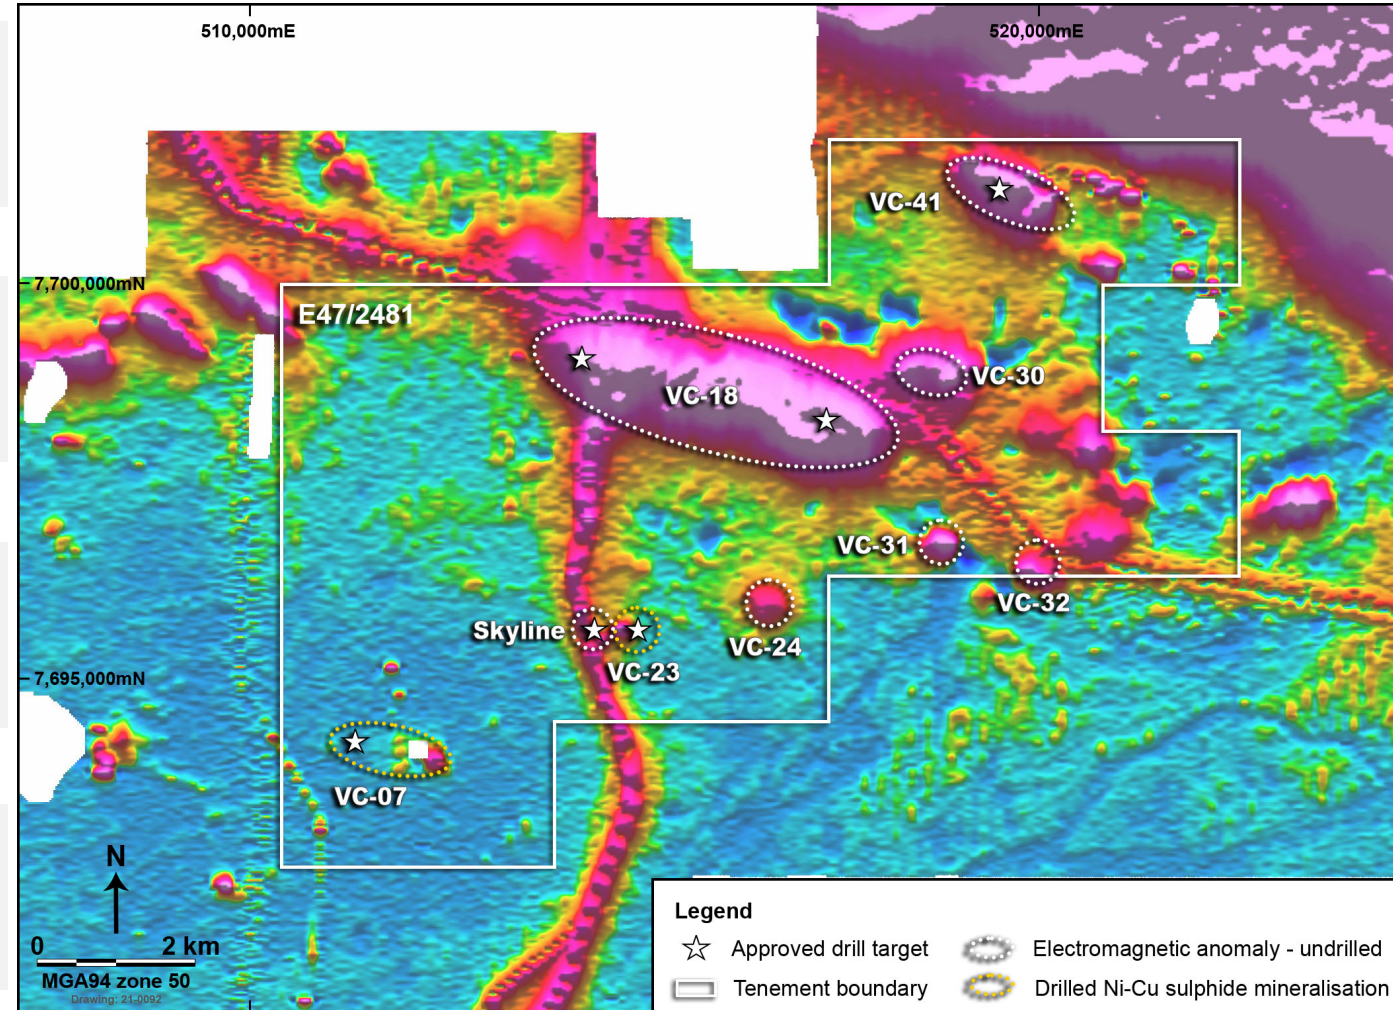 510,000mE
520,000mE
VC-41
7,700,000mN
E47/2481
VC-30
VC-18
VC-31
VC-32
Skyline
VC-24
VC-23
7,695,000mN
VC-07
N
0 2 km
MGA94 zone 50
Drawing: 21-0092
Legend
Approved drill target
Electromagnetic anomaly - undrilled
Tenement boundary
Drilled Ni-Cu sulphide mineralisation